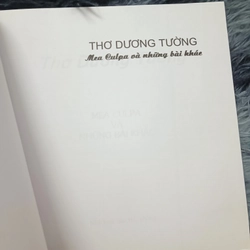 THƠ DƯƠNG TƯỜNG
Mea Culpa và những bài khác